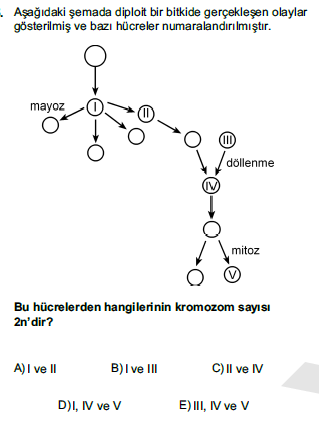 Aşağıdaki şemada diploit bir bitkide gerçekleşen olaylar
gösterilmiş ve bazı hücreler numaralandırılmıştır.
mayoz
I
II
III
döllenme
IV
mitoz
V
Bu hücrelerden hangilerinin kromozom sayısı
2n'dir?
A) I ve II B) I ve III C) II ve IV
D) I, IV ve V E) III, IV ve V